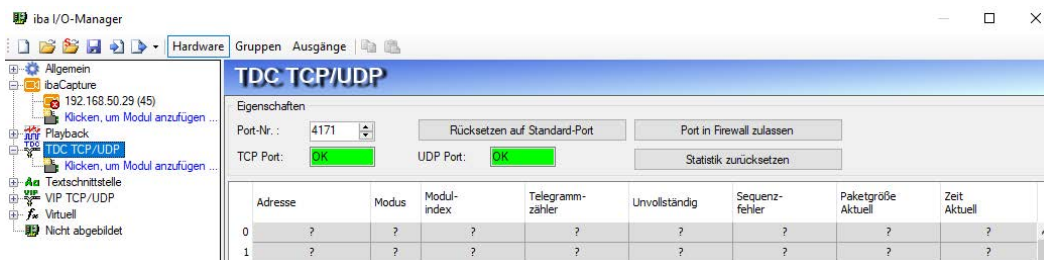 iba I/O-Manager
Hardware Gruppen Ausgänge
Allgemein
ibaCapture
192.168.50.29 (45)
Klicken, um Modul anzufügen ...
Playback
TDC TCP/UDP
Klicken, um Modul anzufügen ...
Textschnittstelle
VIP TCP/UDP
Virtuell
Nicht abgebildet
TDC TCP/UDP
Eigenschaften
Port-Nr. : 4171 Rücksetzen auf Standard-Port Port in Firewall zulassen
TCP Port: OK UDP Port: OK Statistik zurücksetzen
Adresse Modus Modul-index Telegramm-zähler Unvollständig Sequenz-fehler Paketgröße Aktuell Zeit Aktuell
0 ? ? ? ? ? ? ? ?
1 ? ? ? ? ? ? ? ?